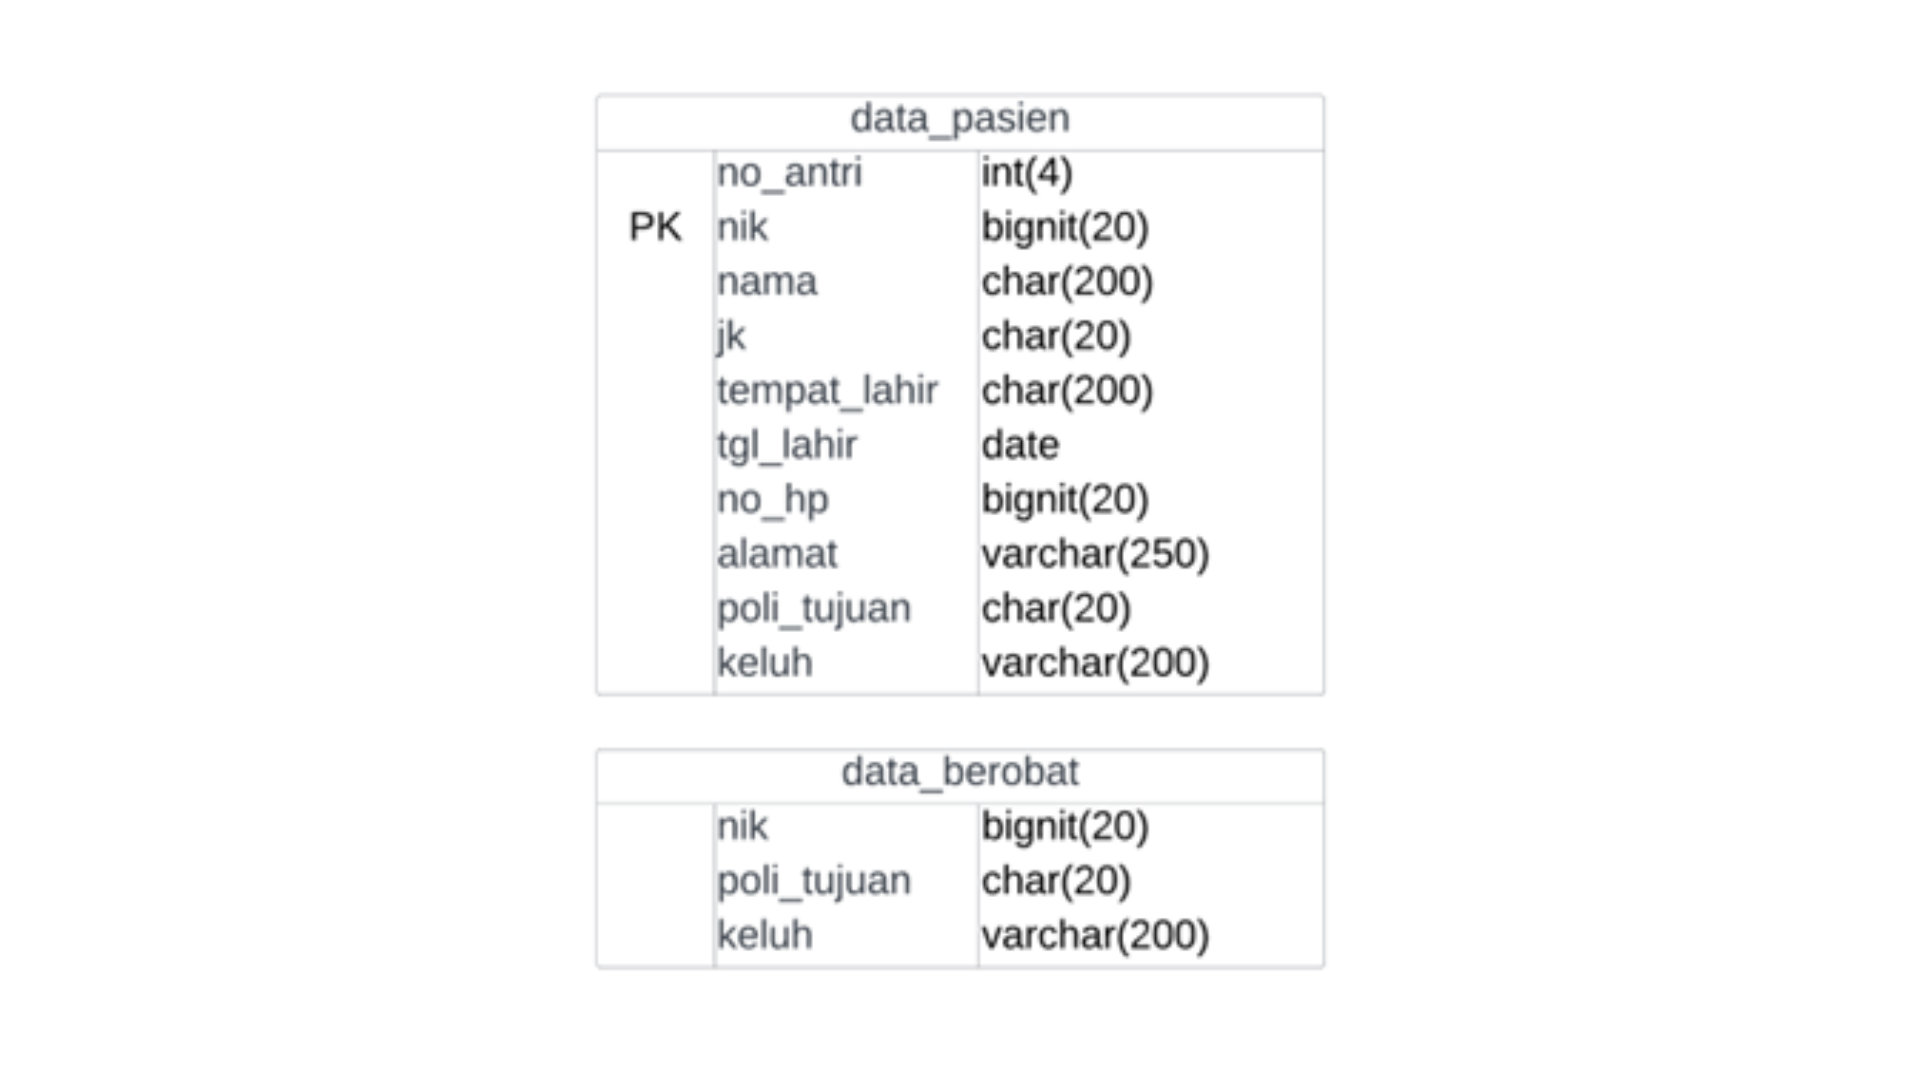 data_pasien
no_antri int(4)
PK nik bignit(20)
nama char(200)
jk char(20)
tempat_lahir char(200)
tgl_lahir date
no_hp bignit(20)
alamat varchar(250)
poli_tujuan char(20)
keluh varchar(200)
data_berobat
nik bignit(20)
poli_tujuan char(20)
keluh varchar(200)